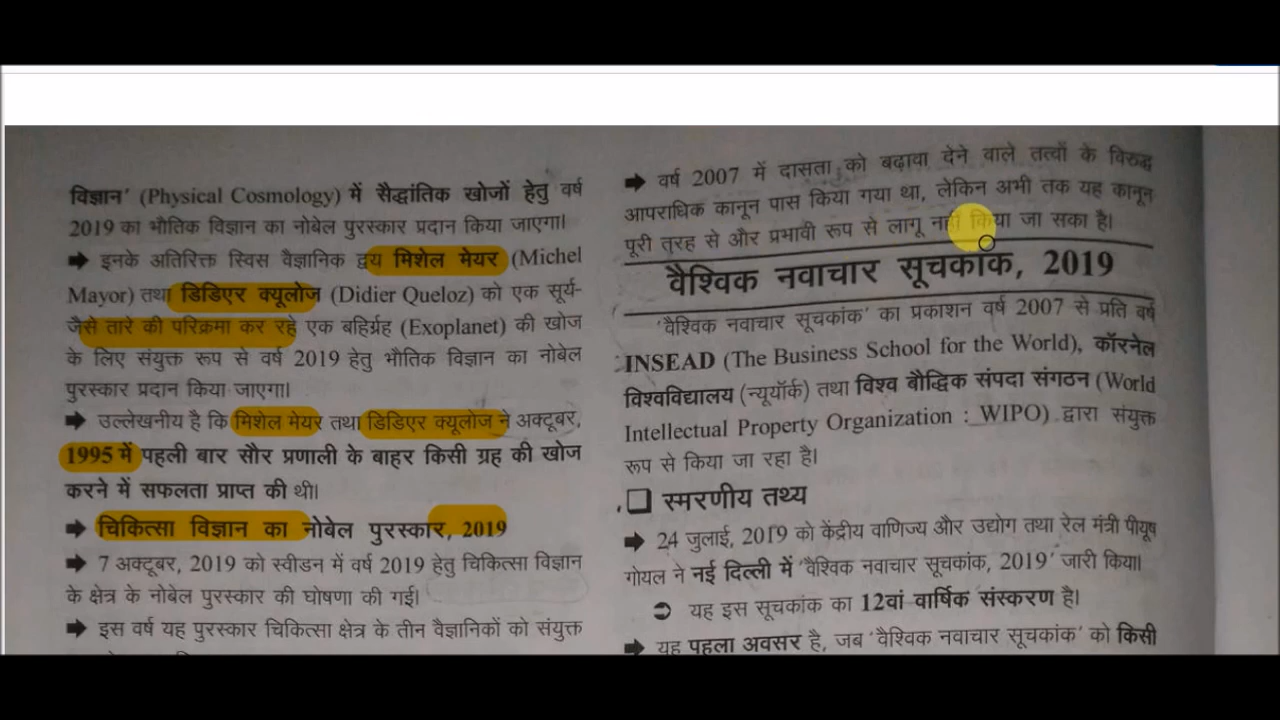 विज्ञान' (Physical Cosmology) में सैद्धांतिक खोजों हेतु वर्ष
2019 का भौतिक विज्ञान का नोबेल पुरस्कार प्रदान किया जाएगा।
➡ इनके अतिरिक्त स्विस वैज्ञानिक द्वय मिशेल मेयर (Michel
Mayor) तथा डिडिएर क्यूलोज (Didier Queloz) को एक सूर्य-
जैसे तारे की परिक्रमा कर रहे एक बहिर्ग्रह (Exoplanet) की खोज
के लिए संयुक्त रूप से वर्ष 2019 हेतु भौतिक विज्ञान का नोबेल
पुरस्कार प्रदान किया जाएगा।
➡ उल्लेखनीय है कि मिशेल मेयर तथा डिडिएर क्यूलोज ने अक्टूबर,
1995 में पहली बार सौर प्रणाली के बाहर किसी ग्रह की खोज
करने में सफलता प्राप्त की थी।
➡ चिकित्सा विज्ञान का नोबेल पुरस्कार, 2019
➡ 7 अक्टूबर, 2019 को स्वीडन में वर्ष 2019 हेतु चिकित्सा विज्ञान
के क्षेत्र के नोबेल पुरस्कार की घोषणा की गई।
➡ इस वर्ष यह पुरस्कार चिकित्सा क्षेत्र के तीन वैज्ञानिकों को संयुक्त
➡ वर्ष 2007 में दासता को बढ़ावा देने वाले तत्वों के विरुद्ध
आपराधिक कानून पास किया गया था, लेकिन अभी तक यह कानून
पूरी तरह से और प्रभावी रूप से लागू नहीं किया जा सका है।
वैश्विक नवाचार सूचकांक, 2019
'वैश्विक नवाचार सूचकांक' का प्रकाशन वर्ष 2007 से प्रति वर्ष
INSEAD (The Business School for the World), कॉरनेल
विश्वविद्यालय (न्यूयॉर्क) तथा विश्व बौद्धिक संपदा संगठन (World
Intellectual Property Organization : WIPO) द्वारा संयुक्त
रूप से किया जा रहा है।
❑ स्मरणीय तथ्य
➡ 24 जुलाई, 2019 को केंद्रीय वाणिज्य और उद्योग तथा रेल मंत्री पीयूष
गोयल ने नई दिल्ली में 'वैश्विक नवाचार सूचकांक, 2019' जारी किया।
➲ यह इस सूचकांक का 12वां वार्षिक संस्करण है।
➡ यह पहला अवसर है, जब 'वैश्विक नवाचार सूचकांक' को किसी